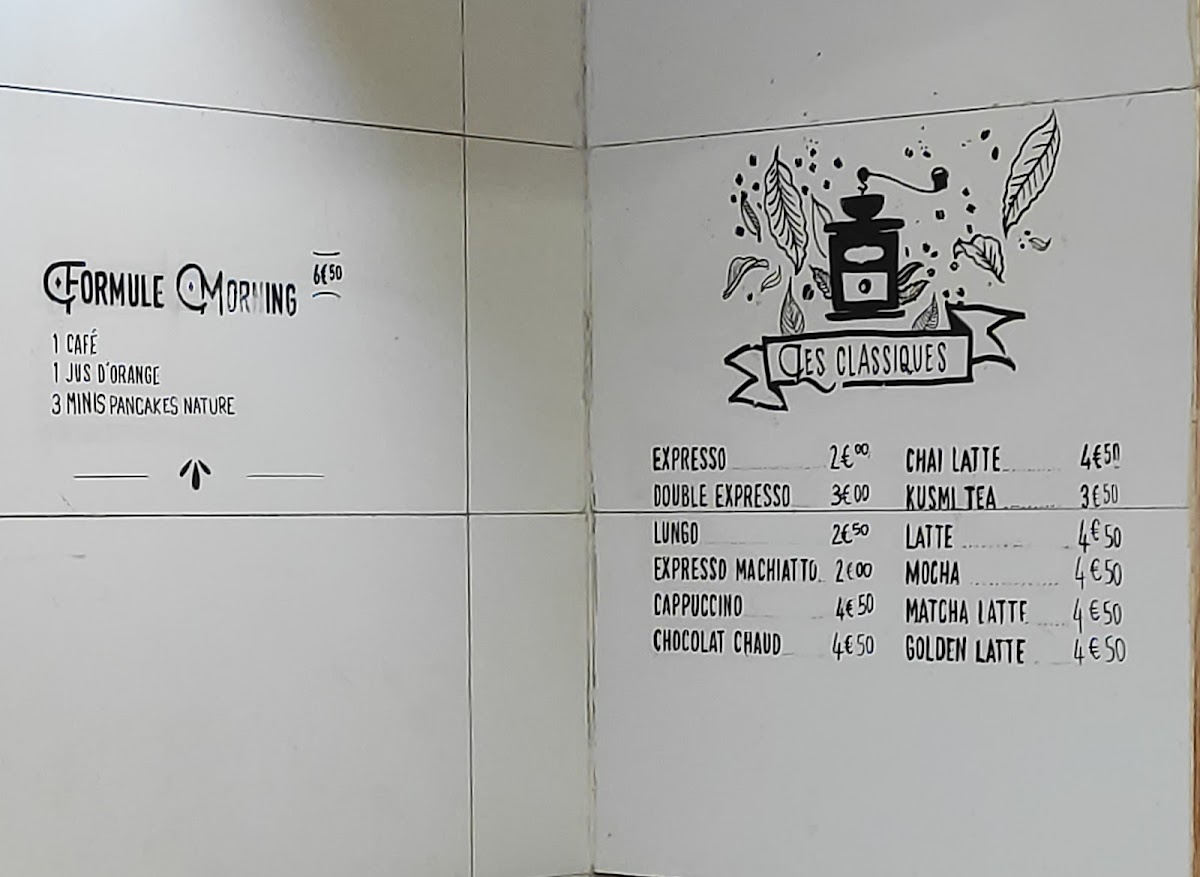 FORMULE MORNING 6€50
1 CAFÉ
1 JUS D'ORANGE
3 MINIS PANCAKES NATURE
LES CLASSIQUES
EXPRESSO 2€00
DOUBLE EXPRESSO 3€00
LUNGO 2€50
EXPRESSO MACHIATTO 2€00
CAPPUCCINO 4€50
CHOCOLAT CHAUD 4€50
CHAI LATTE 4€50
KUSMI TEA 3€50
LATTE 4€50
MOCHA 4€50
MATCHA LATTE 4€50
GOLDEN LATTE 4€50